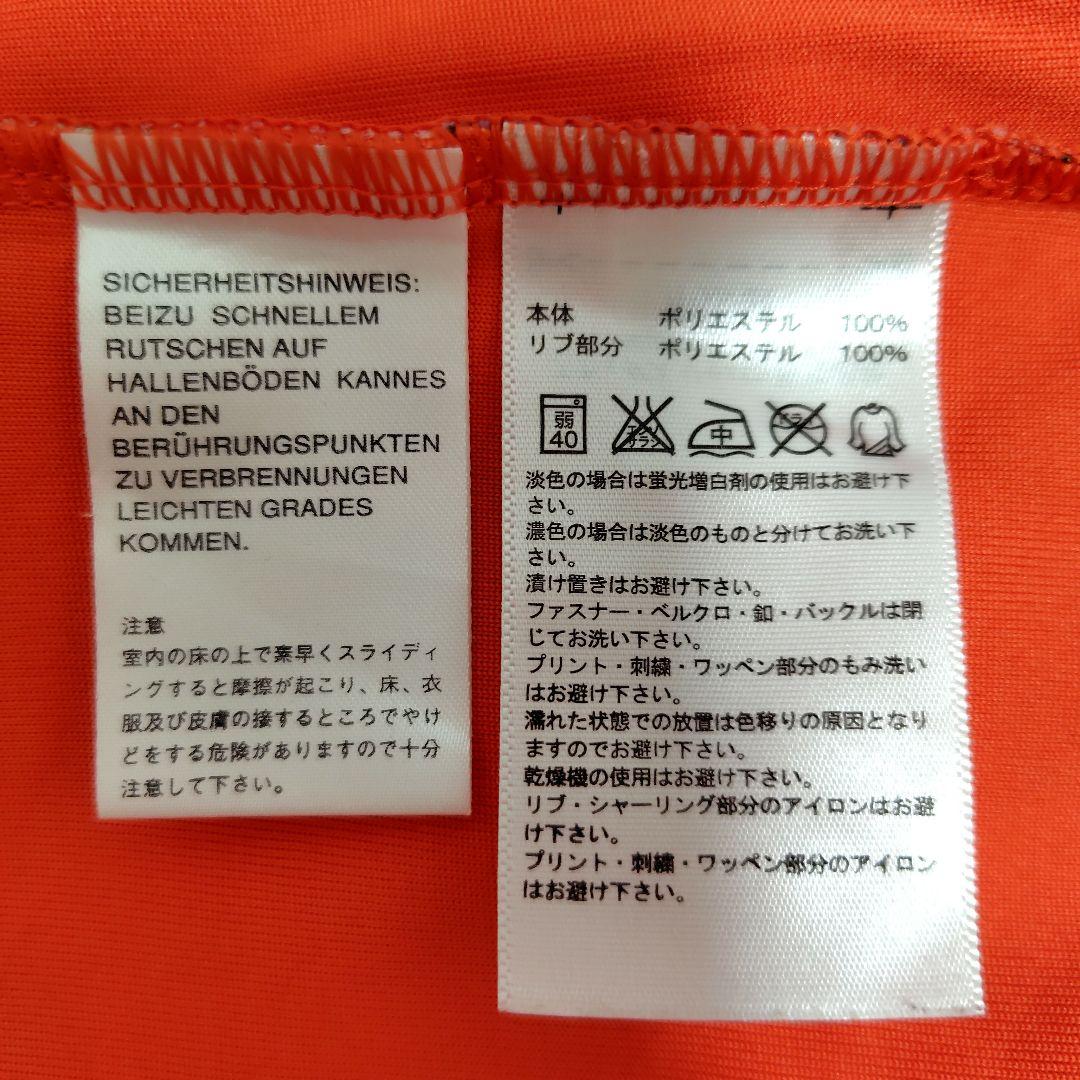 SICHERHEITSHINWEIS:
BEIZU SCHNELLEM
RUTSCHEN AUF
HALLENBÖDEN KANNES
AN DEN
BERÜHRUNGSPUNKTEN
ZU VERBRENNUNGEN
LEICHTEN GRADES
KOMMEN.
注意
室内の床の上で素早くスライディ
ングすると摩擦が起こり、床、衣
服及び皮膚の接するところでやけ
どをする危険がありますので十分
注意して下さい。
本体 ポリエステル 100%
リブ部分 ポリエステル 100%
弱
40
エンソ
サラシ
中
ドライ
淡色の場合は蛍光増白剤の使用はお避け下
さい。
濃色の場合は淡色のものと分けてお洗い下
さい。
漬け置きはお避け下さい。
ファスナー・ベルクロ・釦・バックルは閉
じてお洗い下さい。
プリント・刺繍・ワッペン部分のもみ洗い
はお避け下さい。
濡れた状態での放置は色移りの原因となり
ますのでお避け下さい。
乾燥機の使用はお避け下さい。
リブ・シャーリング部分のアイロンはお避
け下さい。
プリント・刺繍・ワッペン部分のアイロン
はお避け下さい。